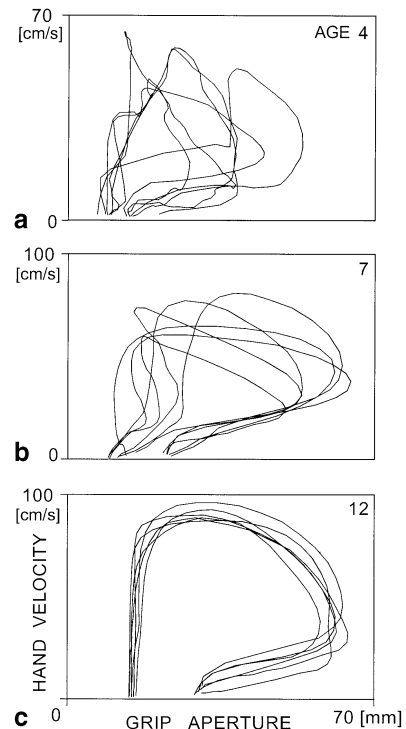 70
[cm/s]
AGE 4
a
0
100
[cm/s]
7
b
0
100
[cm/s]
12
HAND VELOCITY
c
0
GRIP APERTURE
70 [mm]